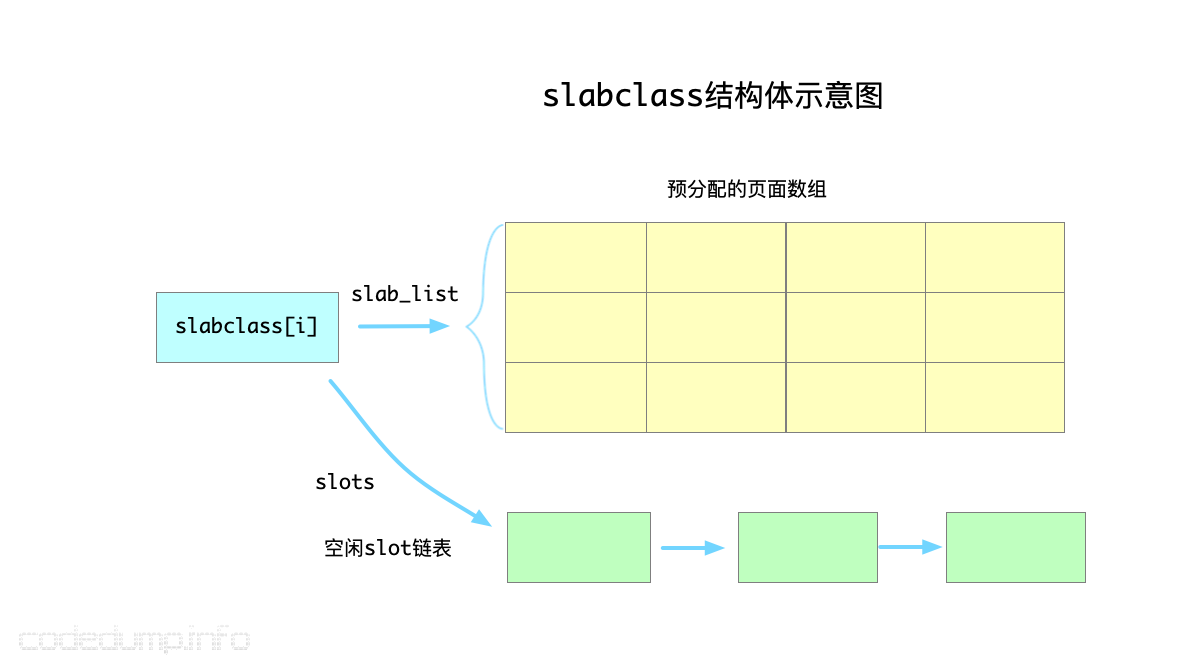 slabclass结构体示意图
预分配的页面数组
slab_list
slabclass[i]
slots
空闲slot链表
codedump.info